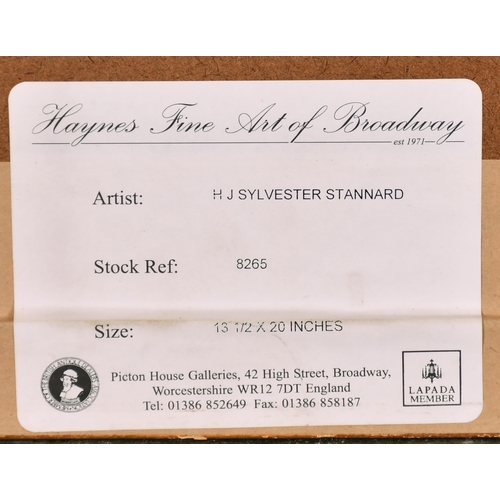 Haynes Fine Art of Broadway
est 1971
Artist: H J SYLVESTER STANNARD
Stock Ref: 8265
Size: 13 1/2 X 20 INCHES
Picton House Galleries, 42 High Street, Broadway,
Worcestershire WR12 7DT England
Tel: 01386 852649 Fax: 01386 858187
LAPADA
MEMBER